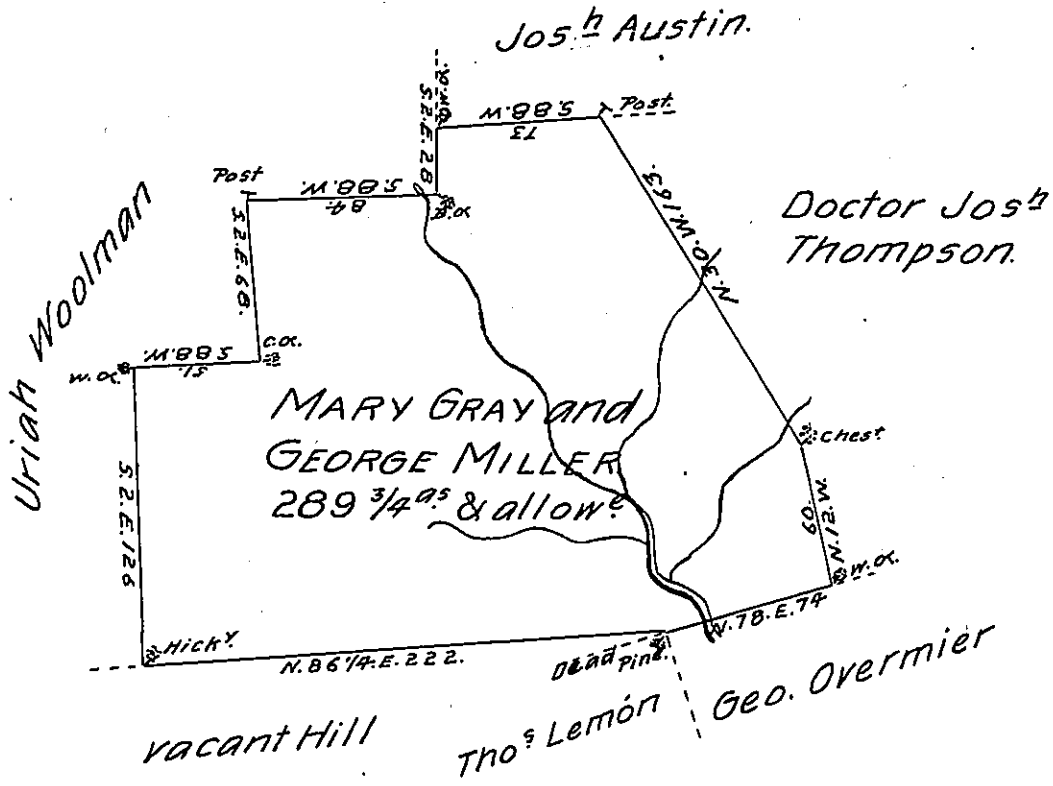 Josh Austin.
S.2.E.28
W.O.
S.88.W.
73
Post.
Post
S.88.W.
84.
B.O.
N.30.W.163.
Doctor Josh
Thompson.
Uriah Woolman
S.2.E.68.
W.O.
S.88.W.
51.
C.O.
MARY GRAY and
GEORGE MILLER
289 3/4 as. & allowe.
Chest
S.2.E.126
N.12.W.
60.
W.O.
Hicky.
N.86 1/4.E.222.
Dead Pine.
N.78.E.74
Vacant Hill
Thos Lemon
Geo. Overmier